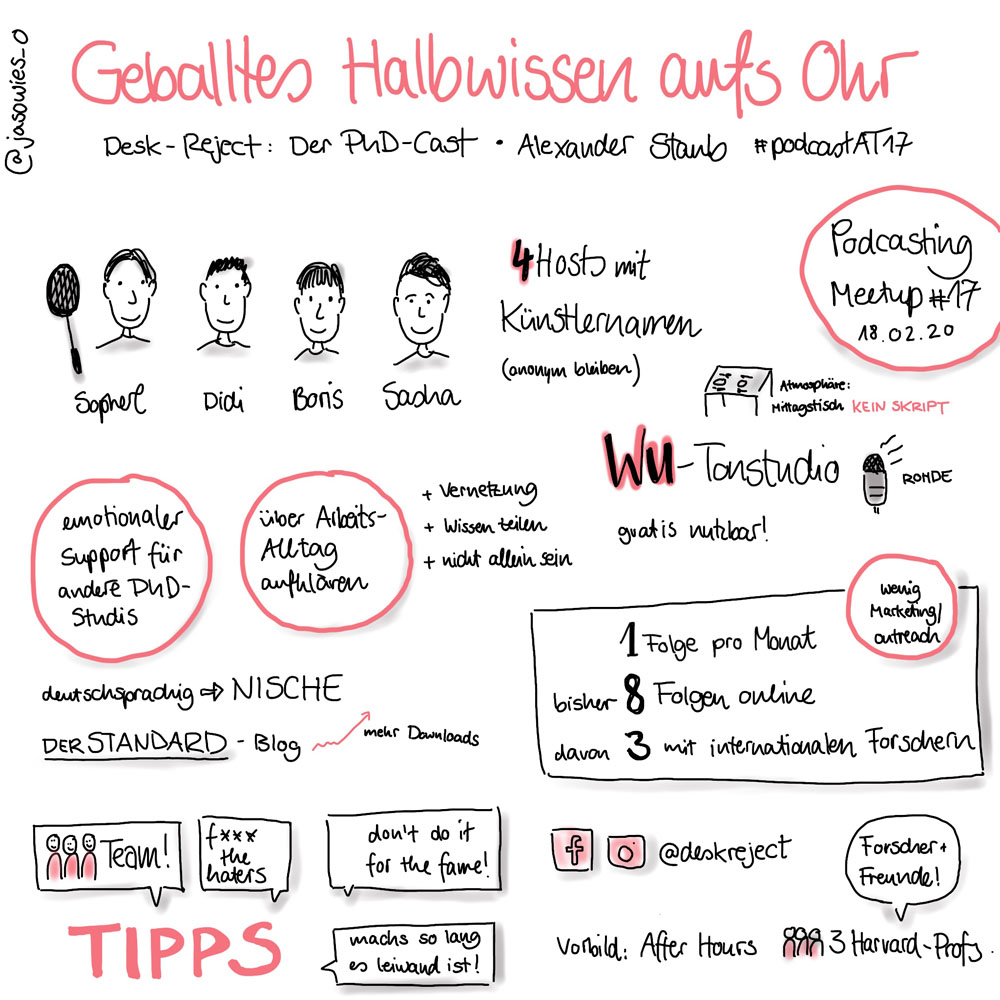 @jasowies_o
Geballtes Halbwissen aufs Ohr
Desk-Reject: Der PhD-Cast • Alexander Staub #podcastAT17
Podcasting
Meetup #17
18.02.20
4 Hosts mit
Künstlernamen
(anonym bleiben)
Sopherl Didi Boris Sascha
Atmosphäre:
Mittagstisch KEIN SKRIPT
WU-Tonstudio
gratis nutzbar!
ROHDE
emotionaler
Support für
andere PhD-
Studis
über Arbeits-
Alltag
aufklären
+ Vernetzung
+ Wissen teilen
+ nicht allein sein
deutschsprachig ⇒ NISCHE
DER STANDARD - Blog
mehr Downloads
wenig
Marketing/
outreach
1 Folge pro Monat
bisher 8 Folgen online
davon 3 mit internationalen Forschern
Team!
f***
the
haters
don't do it
for the fame!
TIPPS
machs so lang
es leiwand ist!
f @deskreject
Forscher +
Freunde!
Vorbild: After Hours 3 Harvard-Profs.